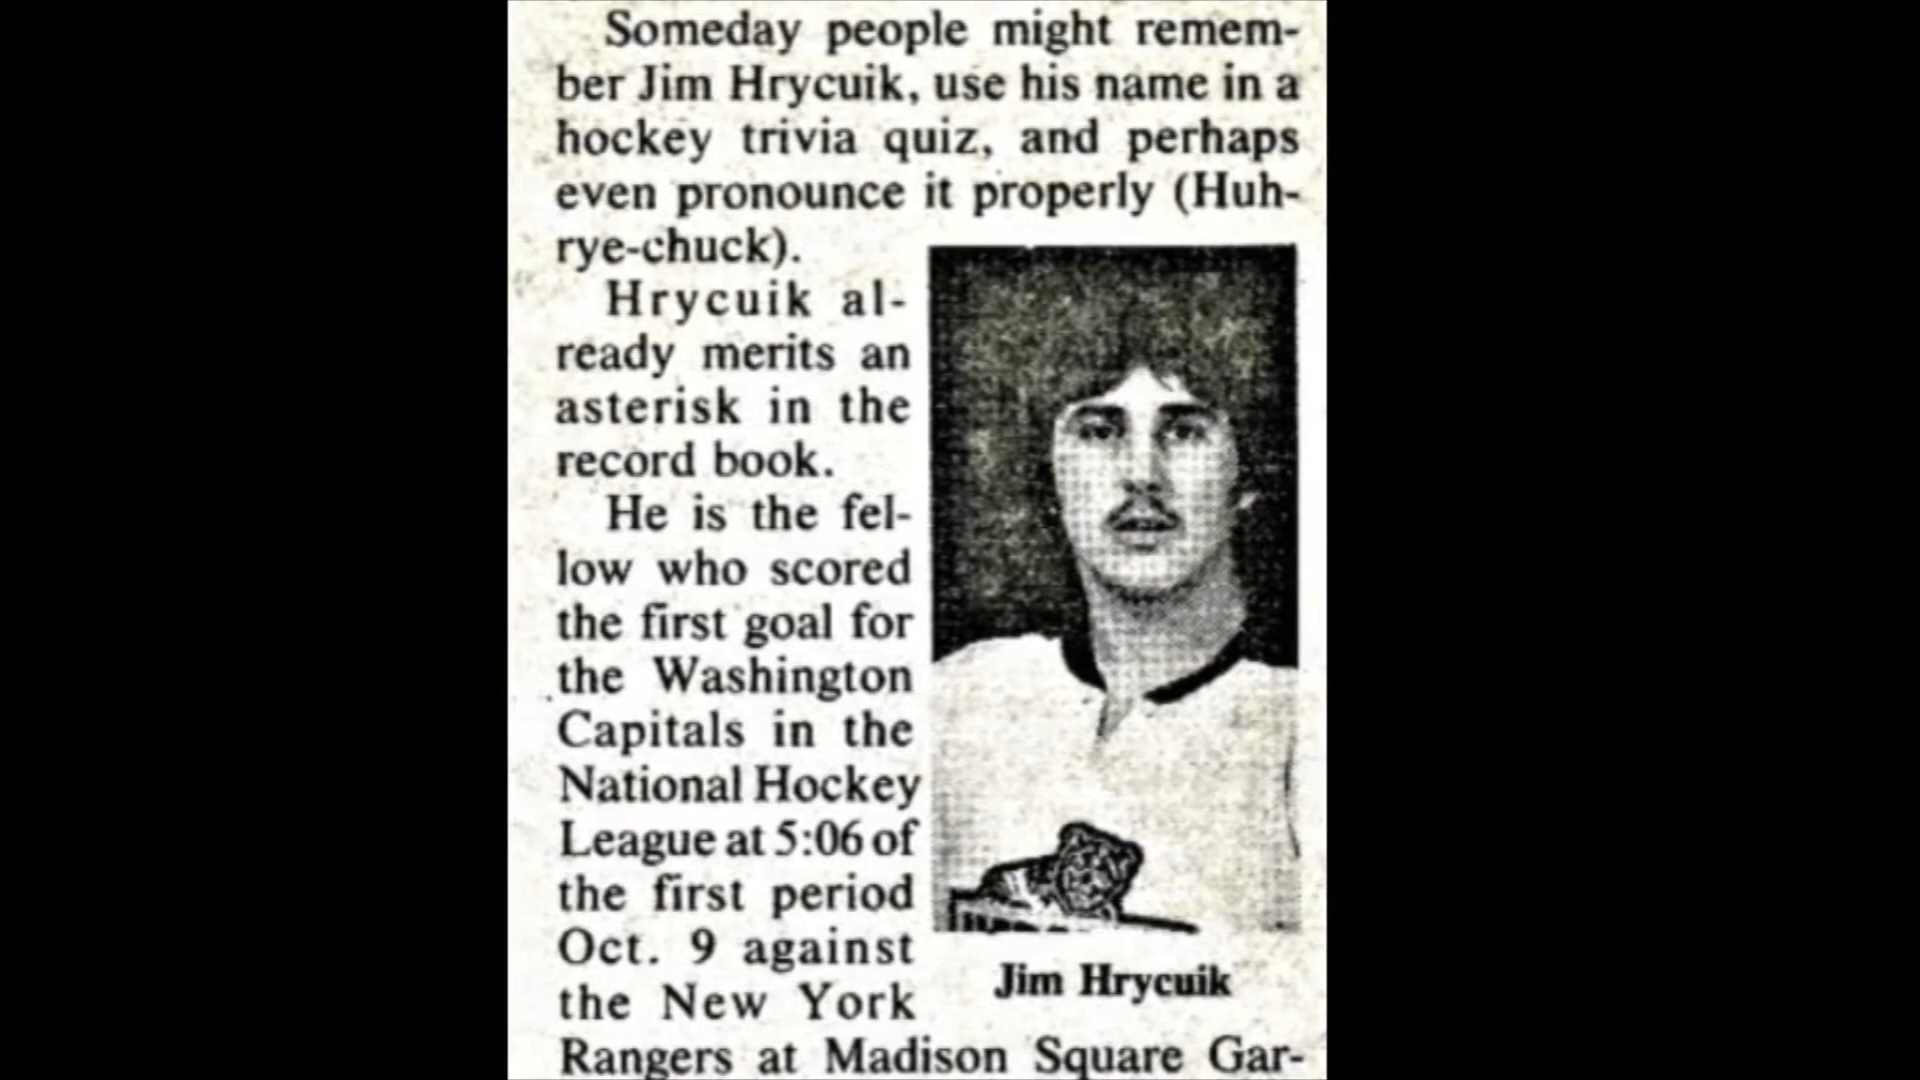 Someday people might remem-
ber Jim Hrycuik, use his name in a
hockey trivia quiz, and perhaps
even pronounce it properly (Huh-
rye-chuck).
Hrycuik al-
ready merits an
asterisk in the
record book.
He is the fel-
low who scored
the first goal for
the Washington
Capitals in the
National Hockey
League at 5:06 of
the first period
Oct. 9 against
the New York
Rangers at Madison Square Gar-
Jim Hrycuik